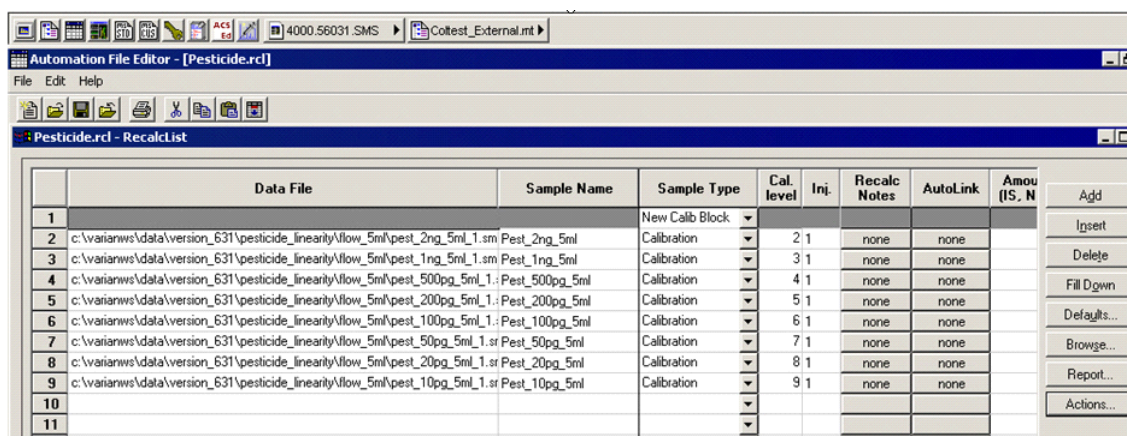 MS STD MS CUS ACS Ed 4000.56031.SMS Coltest_External.mt
Automation File Editor - [Pesticide.rcl]
File Edit Help
Pesticide.rcl - RecalcList
Data File Sample Name Sample Type Cal. level Inj. Recalc Notes AutoLink Amou (IS, N
Add
1 New Calib Block
Insert
2 c:\varianws\data\version_631\pesticide_linearity\flow_5ml\pest_2ng_5ml_1.sm Pest_2ng_5ml Calibration 2 1 none none
3 c:\varianws\data\version_631\pesticide_linearity\flow_5ml\pest_1ng_5ml_1.sm Pest_1ng_5ml Calibration 3 1 none none
Delete
4 c:\varianws\data\version_631\pesticide_linearity\flow_5ml\pest_500pg_5ml_1. Pest_500pg_5ml Calibration 4 1 none none
Fill Down
5 c:\varianws\data\version_631\pesticide_linearity\flow_5ml\pest_200pg_5ml_1. Pest_200pg_5ml Calibration 5 1 none none
6 c:\varianws\data\version_631\pesticide_linearity\flow_5ml\pest_100pg_5ml_1. Pest_100pg_5ml Calibration 6 1 none none
Defaults...
7 c:\varianws\data\version_631\pesticide_linearity\flow_5ml\pest_50pg_5ml_1.sr Pest_50pg_5ml Calibration 7 1 none none
Browse...
8 c:\varianws\data\version_631\pesticide_linearity\flow_5ml\pest_20pg_5ml_1.sr Pest_20pg_5ml Calibration 8 1 none none
Report...
9 c:\varianws\data\version_631\pesticide_linearity\flow_5ml\pest_10pg_5ml_1.sr Pest_10pg_5ml Calibration 9 1 none none
10
Actions...
11